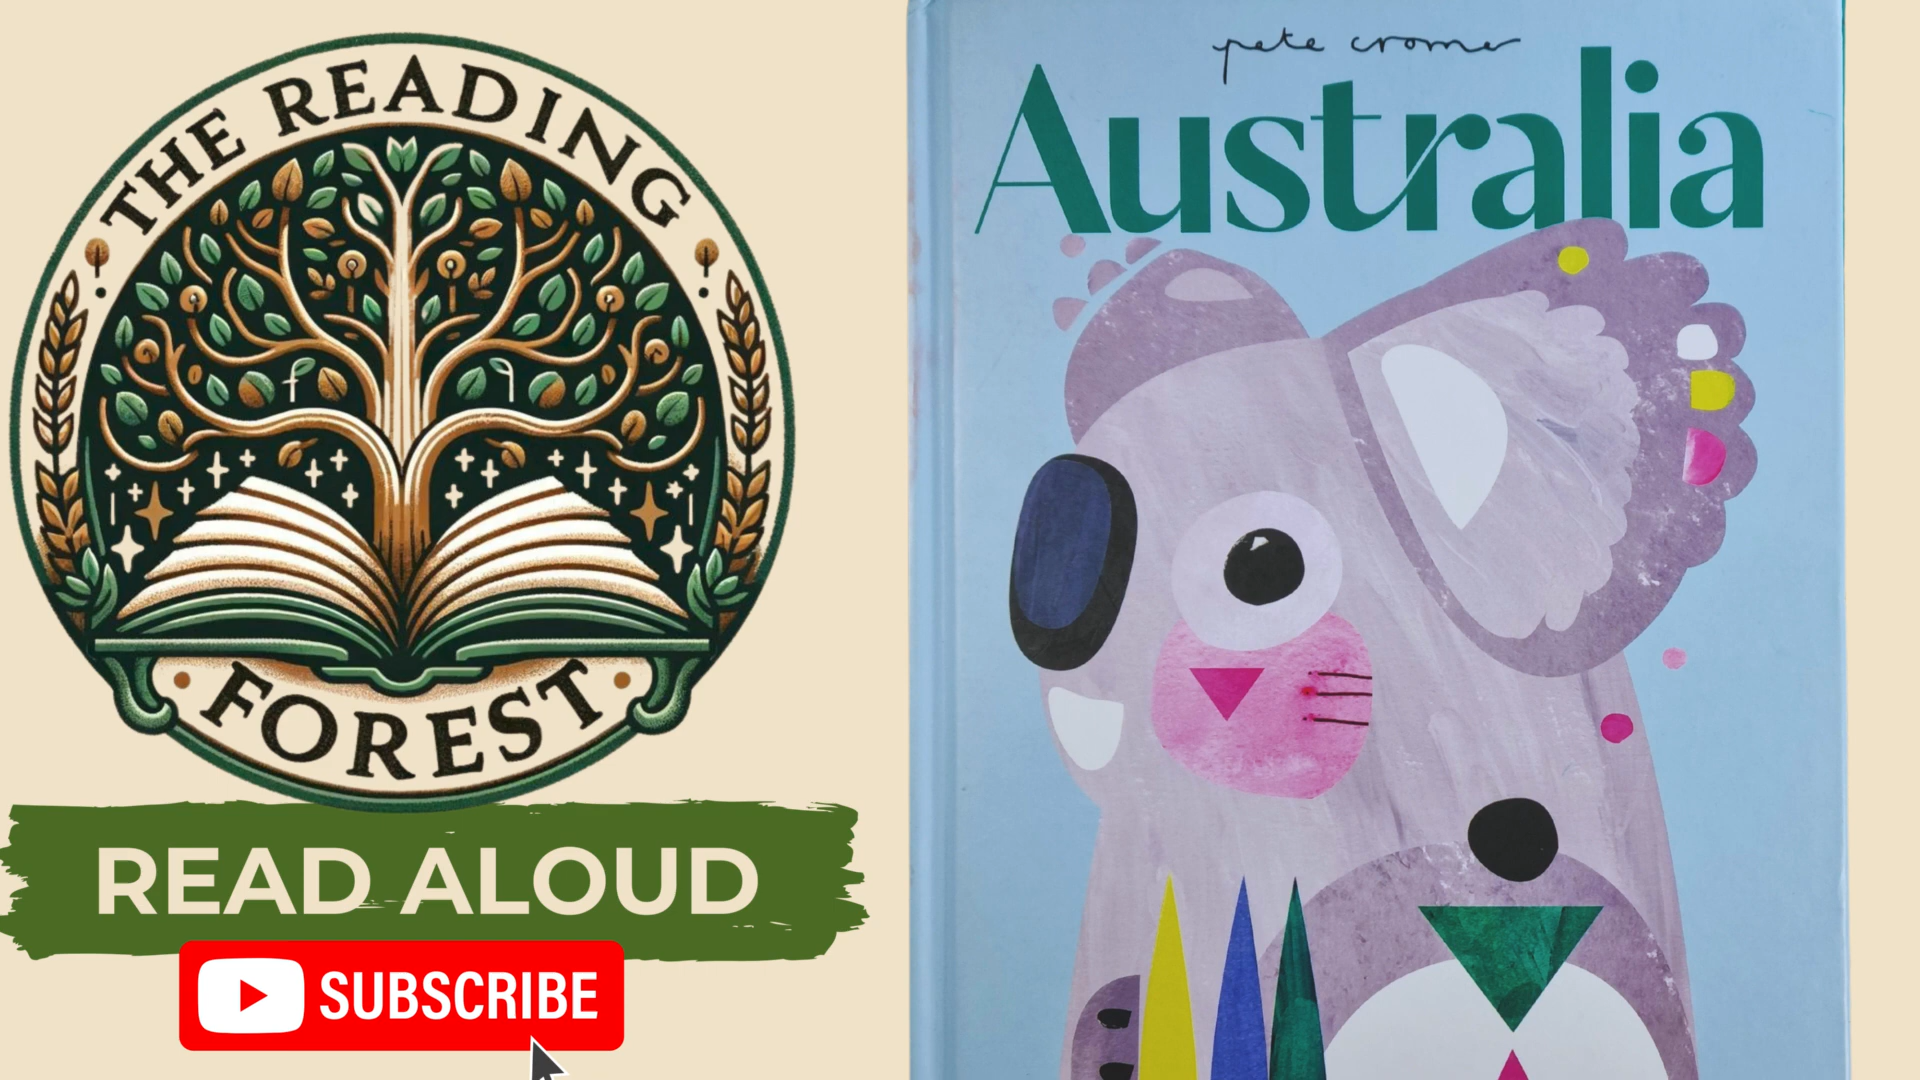 THE READING
FOREST
READ ALOUD
SUBSCRIBE
pete cromer
Australia